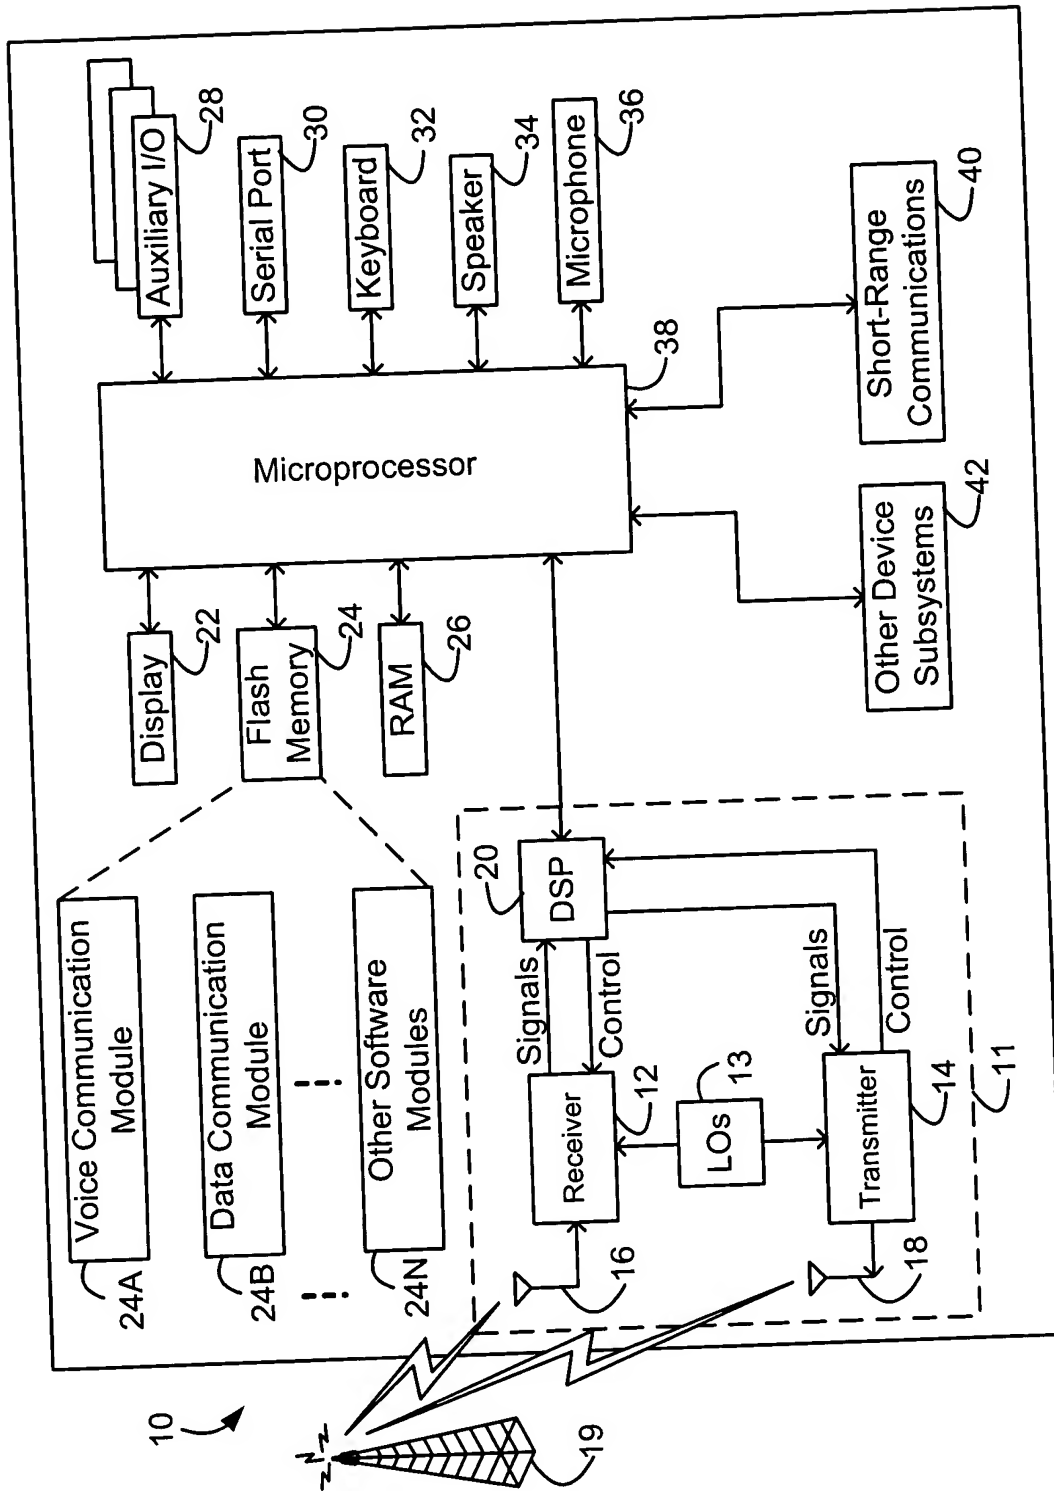 10
19
Voice Communication
Module
24A
Data Communication
Module
24B
Other Software
Modules
24N
Display
22
Flash
Memory
24
RAM
26
Microprocessor
38
Auxiliary I/O
28
Serial Port
30
Keyboard
32
Speaker
34
Microphone
36
Short-Range
Communications
40
Other Device
Subsystems
42
DSP
20
Signals
Control
Receiver
12
16
LOs
13
Signals
Control
Transmitter
14
18
11